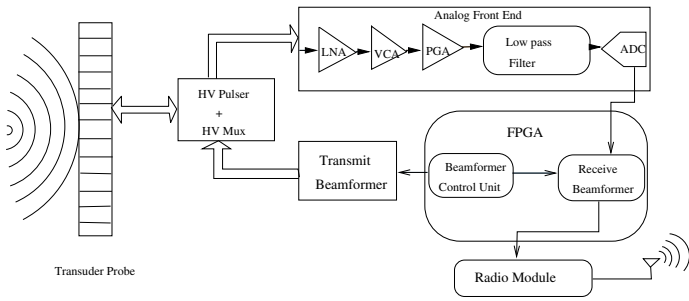 Analog Front End
LNA
VCA
PGA
Low pass
Filter
ADC
HV Pulser
+
HV Mux
FPGA
Transmit
Beamformer
Beamformer
Control Unit
Receive
Beamformer
Transuder Probe
Radio Module